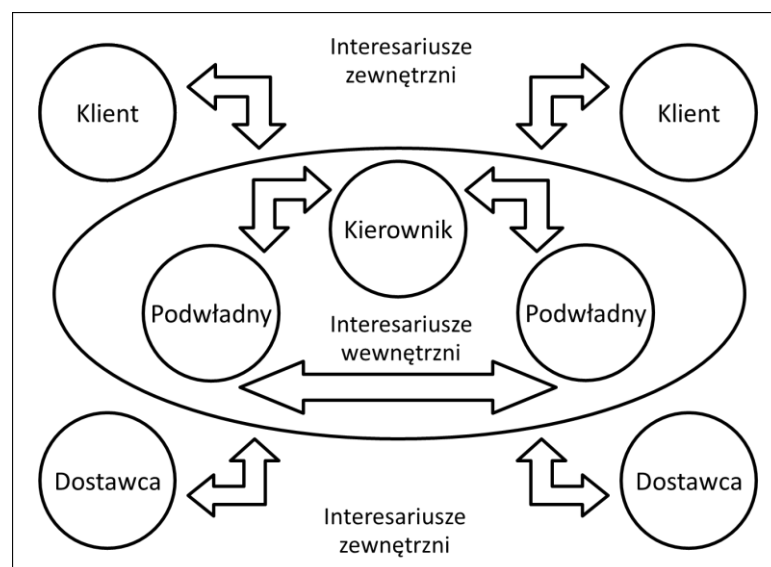 Interesariusze
zewnętrzni
Klient
Klient
Kierownik
Podwładny
Podwładny
Interesariusze
wewnętrzni
Dostawca
Dostawca
Interesariusze
zewnętrzni